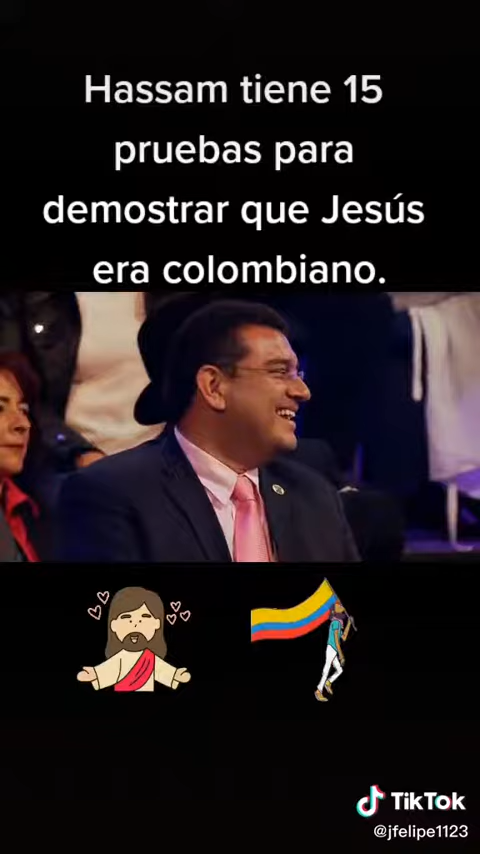 Hassam tiene 15
pruebas para
demostrar que Jesús
era colombiano.
TikTok
@jfelipe1123